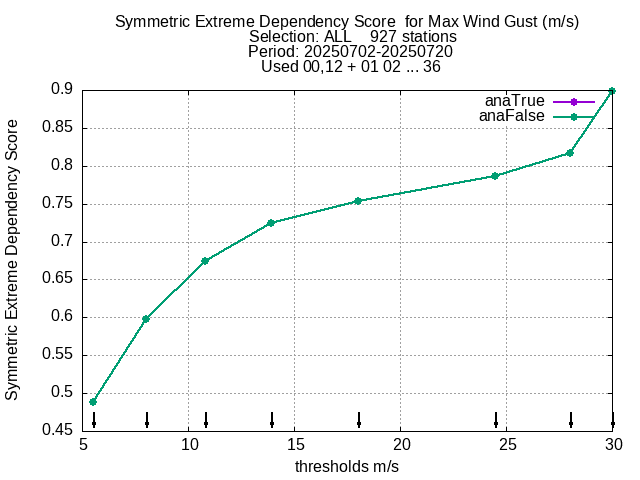 Symmetric Extreme Dependency Score  for Max Wind Gust (m/s)
Selection: ALL    927 stations
Period: 20250702-20250720
Used 00,12 + 01 02 ... 36
anaTrue
anaFalse
Symmetric Extreme Dependency Score
0.9
0.85
0.8
0.75
0.7
0.65
0.6
0.55
0.5
0.45
5 10 15 20 25 30
thresholds m/s